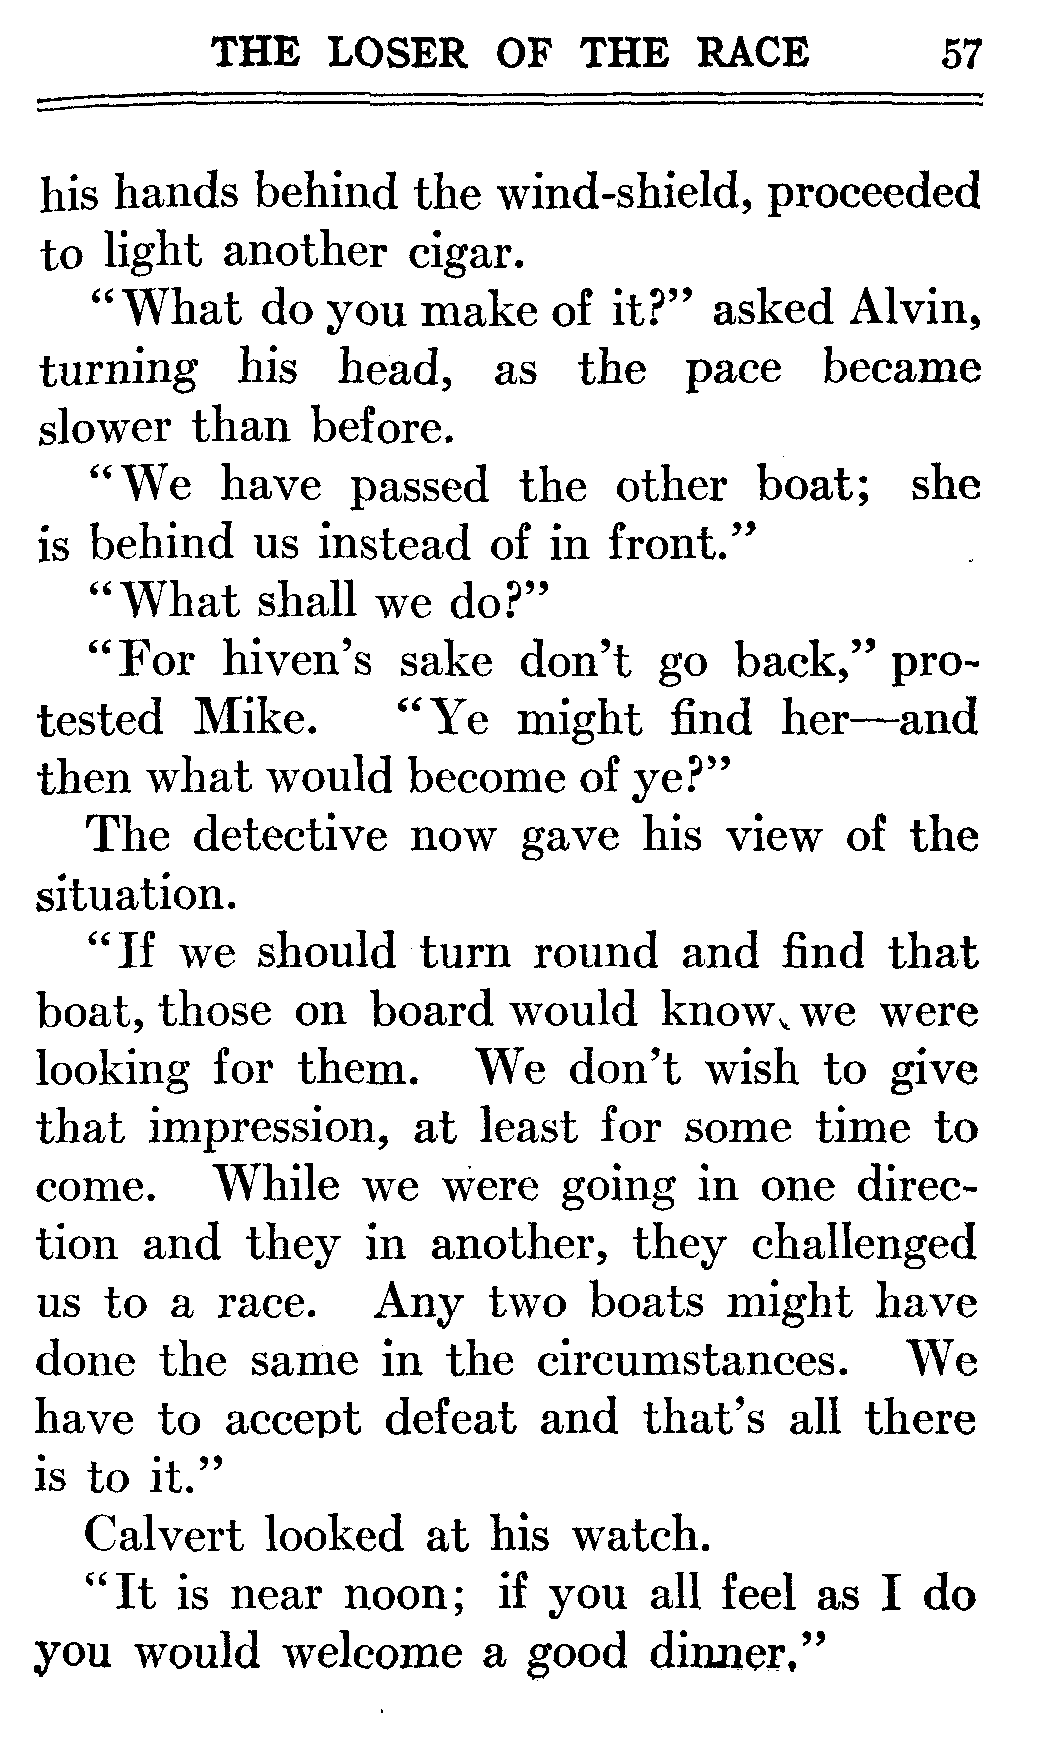 THE LOSER OF THE RACE 57
his hands behind the wind-shield, proceeded
to light another cigar.
"What do you make of it?" asked Alvin,
turning his head, as the pace became
slower than before.
"We have passed the other boat; she
is behind us instead of in front."
"What shall we do?"
"For hiven's sake don't go back," pro-
tested Mike. "Ye might find her—and
then what would become of ye?"
The detective now gave his view of the
situation.
"If we should turn round and find that
boat, those on board would know we were
looking for them. We don't wish to give
that impression, at least for some time to
come. While we were going in one direc-
tion and they in another, they challenged
us to a race. Any two boats might have
done the same in the circumstances. We
have to accept defeat and that's all there
is to it."
Calvert looked at his watch.
"It is near noon; if you all feel as I do
you would welcome a good dinner."